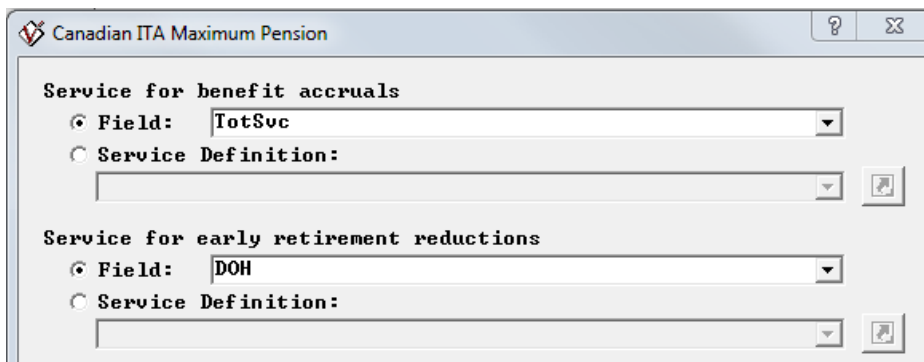 Canadian ITA Maximum Pension
Service for benefit accruals
Field: TotSvc
Service Definition:
Service for early retirement reductions
Field: DOH
Service Definition: